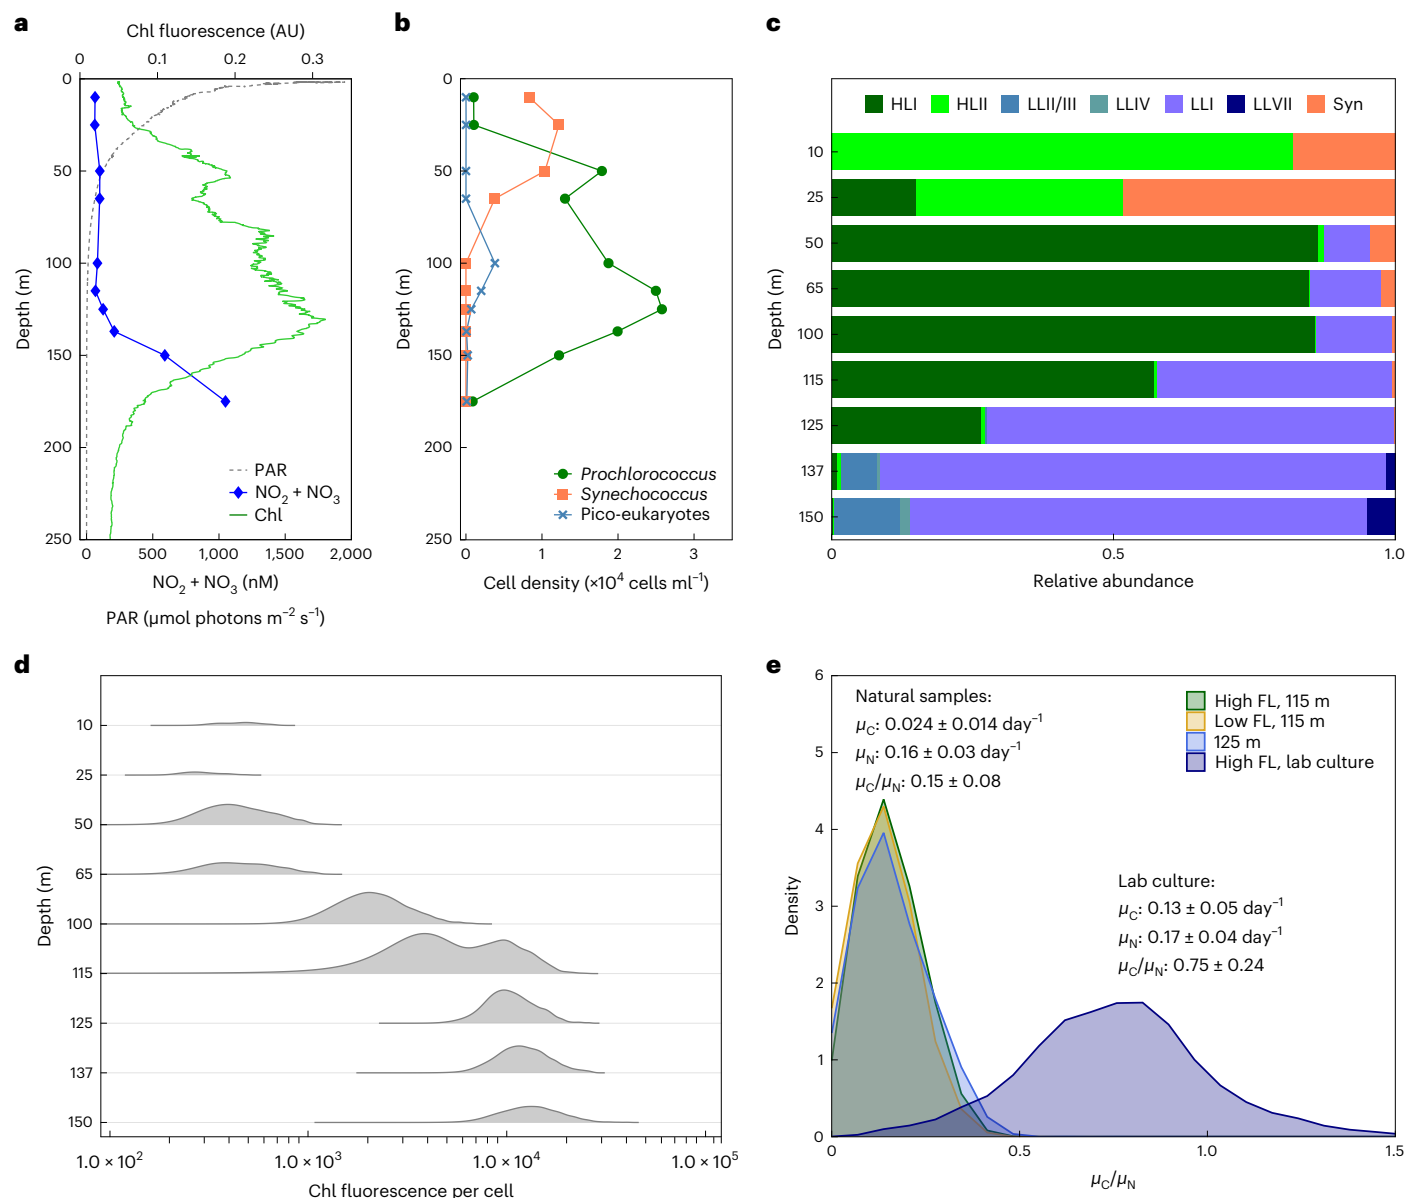 a
Chl fluorescence (AU)
0 0.1 0.2 0.3
0
50
100
150
200
250
Depth (m)
PAR
NO2 + NO3
Chl
0 500 1,000 1,500 2,000
NO2 + NO3 (nM)
PAR (µmol photons m−2 s−1)
b
0
50
100
150
200
250
Depth (m)
Prochlorococcus
Synechococcus
Pico-eukaryotes
0 1 2 3
Cell density (×10⁴ cells ml−1)
c
HLI HLII LLII/III LLIV LLI LLVII Syn
10
25
50
65
100
115
125
137
150
Depth (m)
0 0.5 1.0
Relative abundance
d
10
25
50
65
100
115
125
137
150
Depth (m)
1.0 × 10² 1.0 × 10³ 1.0 × 10⁴ 1.0 × 10⁵
Chl fluorescence per cell
e
6
5
4
3
2
1
0
Density
Natural samples:
µC: 0.024 ± 0.014 day−1
µN: 0.16 ± 0.03 day−1
µC/µN: 0.15 ± 0.08
High FL, 115 m
Low FL, 115 m
125 m
High FL, lab culture
Lab culture:
µC: 0.13 ± 0.05 day−1
µN: 0.17 ± 0.04 day−1
µC/µN: 0.75 ± 0.24
0 0.5 1.0 1.5
µC/µN